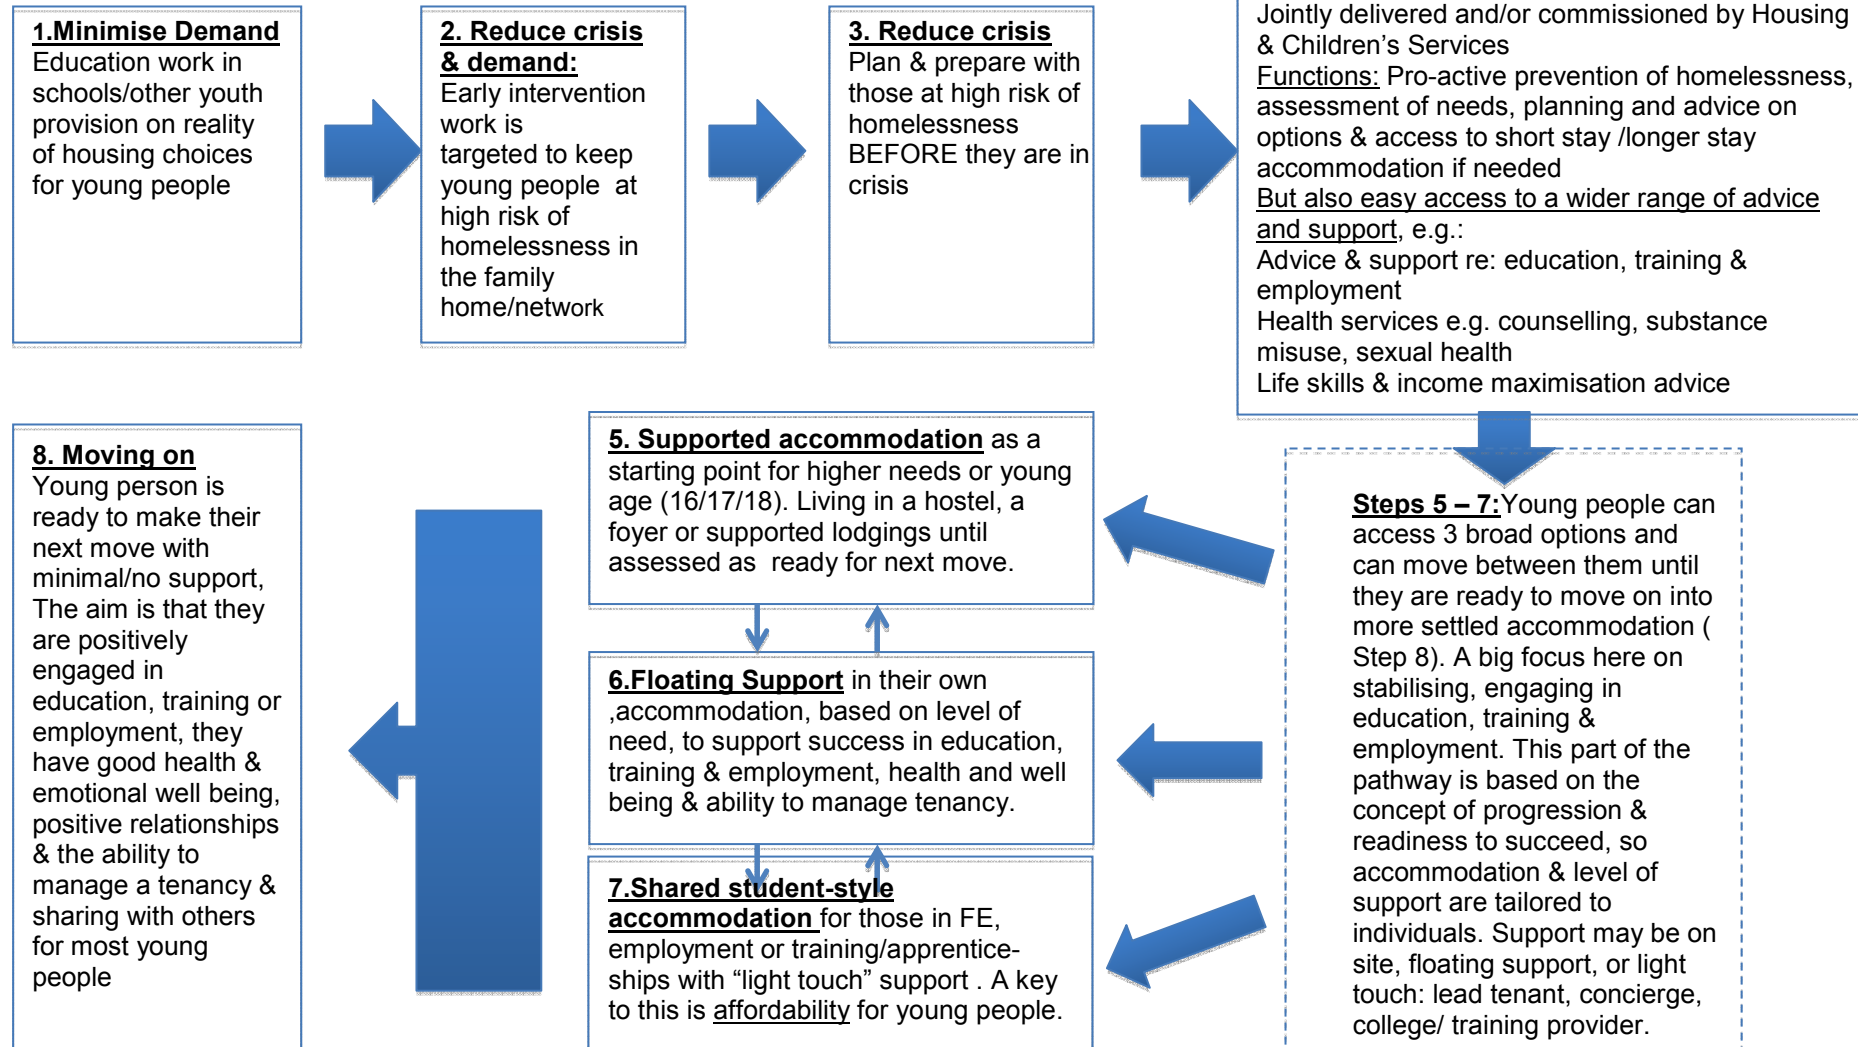 1.Minimise Demand
Education work in
schools/other youth
provision on reality
of housing choices
for young people
2. Reduce crisis
& demand:
Early intervention
work is
targeted to keep
young people at
high risk of
homelessness in
the family
home/network
3. Reduce crisis
Plan & prepare with
those at high risk of
homelessness
BEFORE they are in
crisis
Jointly delivered and/or commissioned by Housing
& Children's Services
Functions: Pro-active prevention of homelessness,
assessment of needs, planning and advice on
options & access to short stay /longer stay
accommodation if needed
But also easy access to a wider range of advice
and support, e.g.:
Advice & support re: education, training &
employment
Health services e.g. counselling, substance
misuse, sexual health
Life skills & income maximisation advice
Steps 5 – 7:Young people can
access 3 broad options and
can move between them until
they are ready to move on into
more settled accommodation (
Step 8). A big focus here on
stabilising, engaging in
education, training &
employment. This part of the
pathway is based on the
concept of progression &
readiness to succeed, so
accommodation & level of
support are tailored to
individuals. Support may be on
site, floating support, or light
touch: lead tenant, concierge,
college/ training provider.
5. Supported accommodation as a
starting point for higher needs or young
age (16/17/18). Living in a hostel, a
foyer or supported lodgings until
assessed as ready for next move.
6.Floating Support in their own
,accommodation, based on level of
need, to support success in education,
training & employment, health and well
being & ability to manage tenancy.
7.Shared student-style
accommodation for those in FE,
employment or training/apprentice-
ships with “light touch” support . A key
to this is affordability for young people.
8. Moving on
Young person is
ready to make their
next move with
minimal/no support,
The aim is that they
are positively
engaged in
education, training or
employment, they
have good health &
emotional well being,
positive relationships
& the ability to
manage a tenancy &
sharing with others
for most young
people